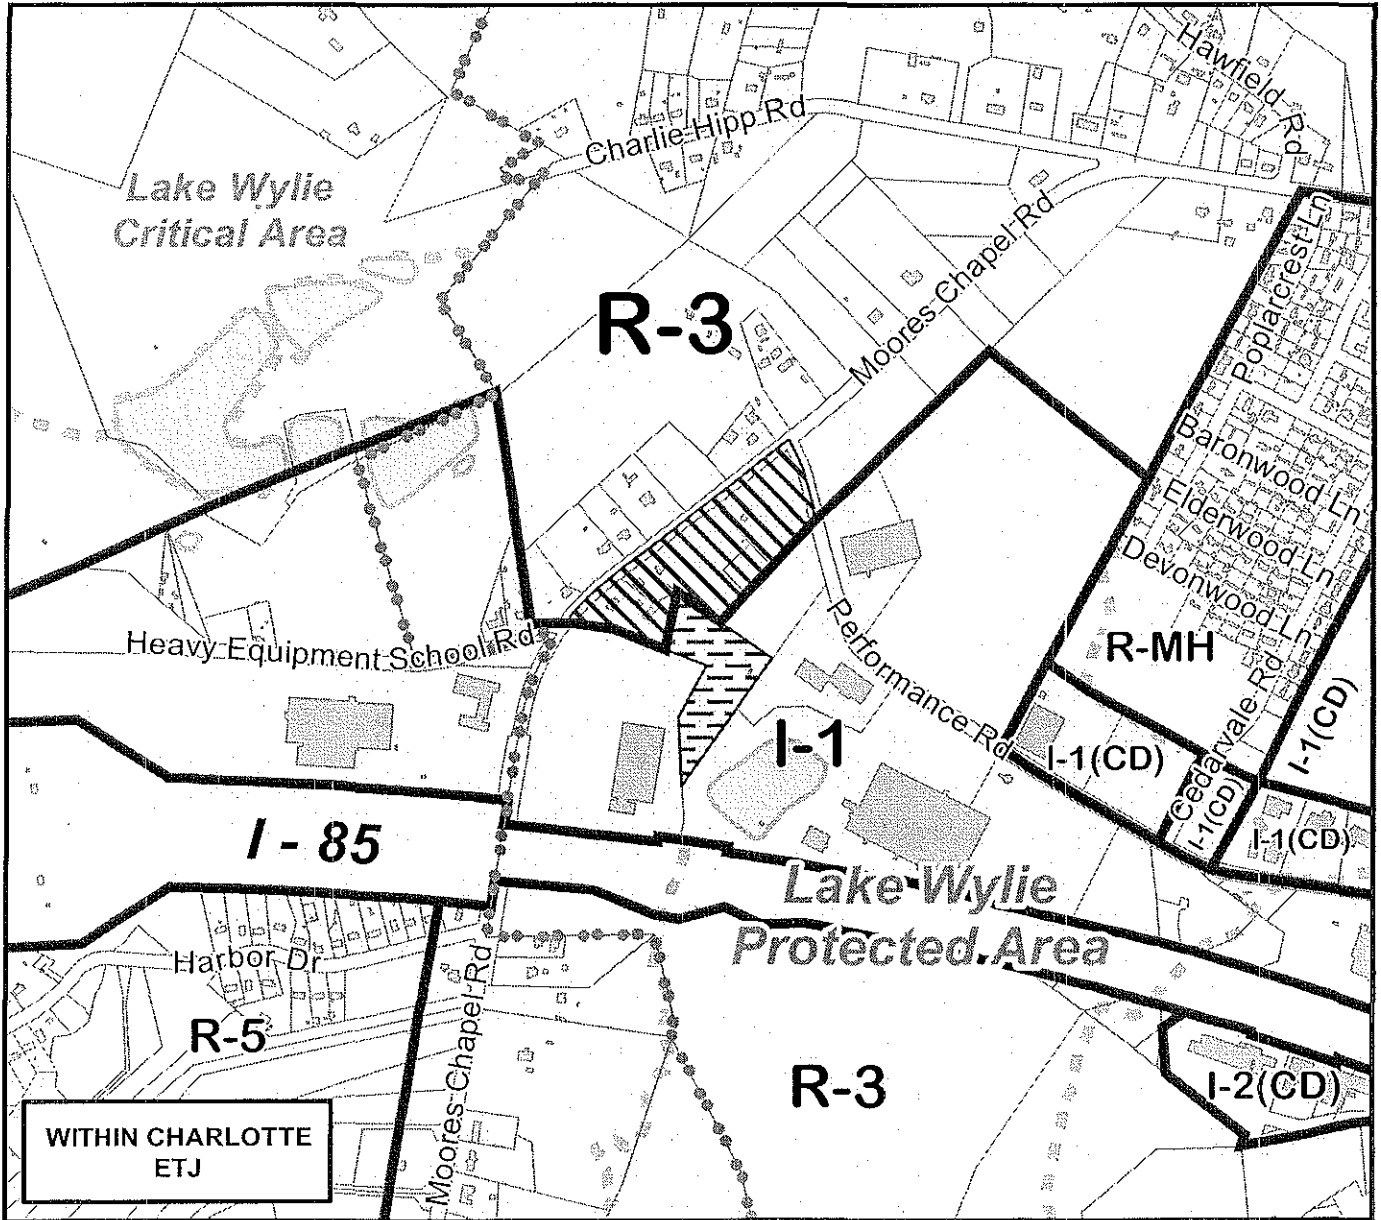 Hawfield Rd
Charlie Hipp Rd
Lake Wylie
Critical Area
Moores Chapel Rd
Poplarcrest Ln
R-3
Baronwood Ln
Elderwood Ln
Devonwood Ln
Heavy Equipment School Rd
Performance Rd
R-MH
Cedarvale Rd
I-1(CD)
I-1
I-1(CD)
I-1(CD)
I-1(CD)
I - 85
Lake Wylie
Protected Area
Harbor Dr
Moores Chapel Rd
R-5
R-3
I-2(CD)
WITHIN CHARLOTTE
ETJ